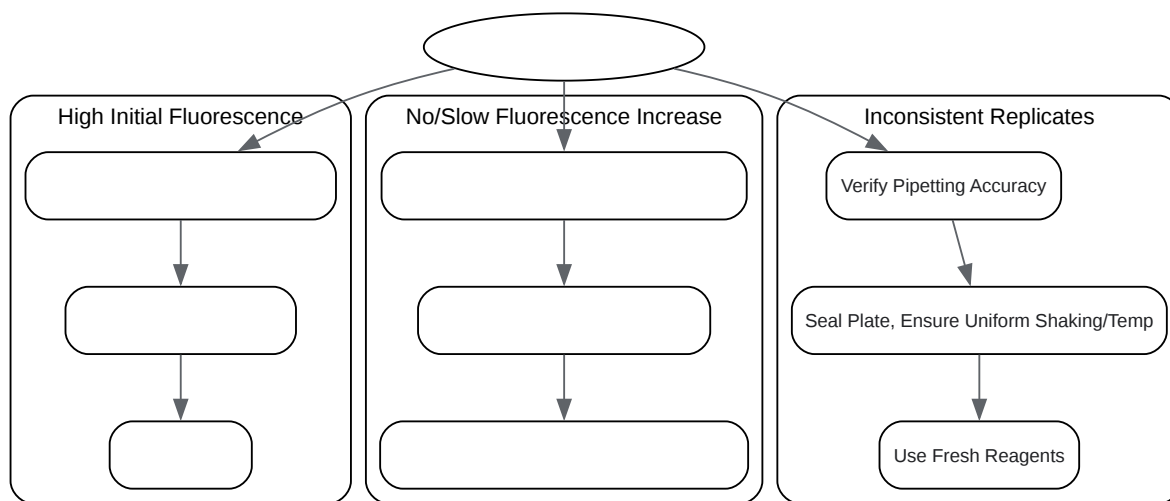 High Initial Fluorescence
No/Slow Fluorescence Increase
Inconsistent Replicates
Verify Pipetting Accuracy
Seal Plate, Ensure Uniform Shaking/Temp
Use Fresh Reagents